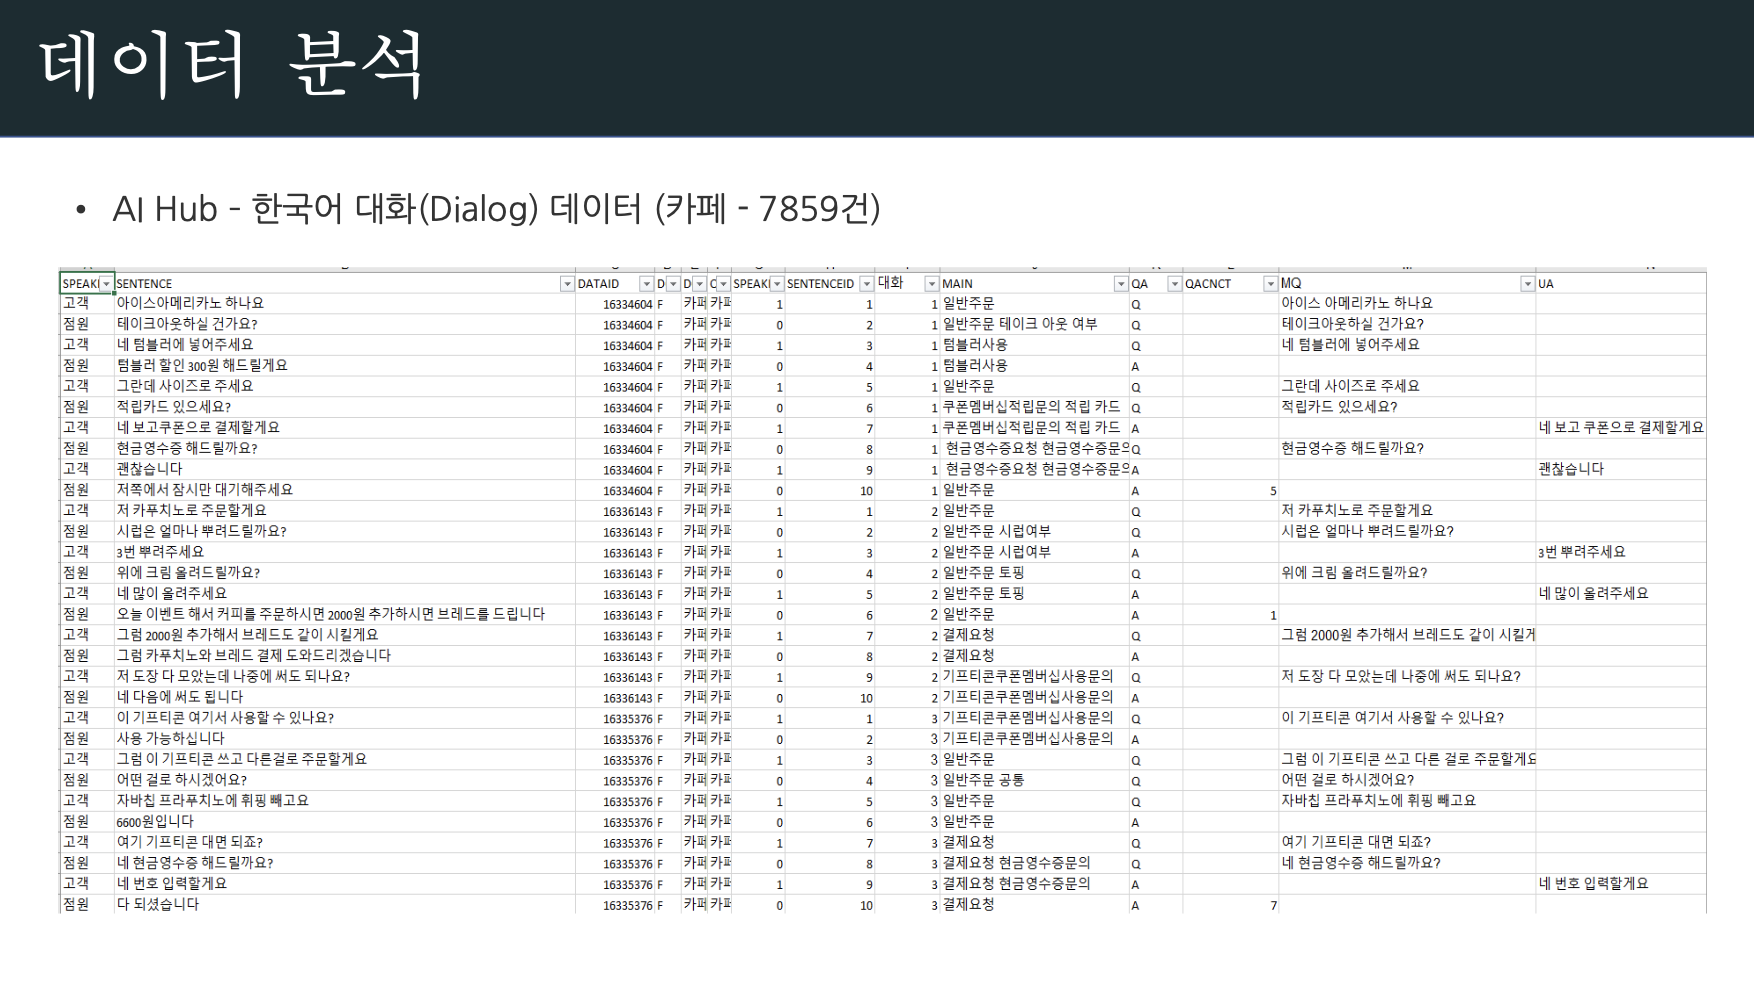 데이터 분석
• AI Hub - 한국어 대화(Dialog) 데이터 (카페 - 7859건)
SPEAK SENTENCE DATAID D D C SPEAK SENTENCEID 대화 MAIN QA QACNCT MQ UA
고객 아이스아메리카노 하나요 16334604 F 카페 카페 1 1 1 일반주문 Q 아이스 아메리카노 하나요
점원 테이크아웃하실 건가요? 16334604 F 카페 카페 0 2 1 일반주문 테이크 아웃 여부 Q 테이크아웃하실 건가요?
고객 네 텀블러에 넣어주세요 16334604 F 카페 카페 1 3 1 텀블러사용 Q 네 텀블러에 넣어주세요
점원 텀블러 할인 300원 해드릴게요 16334604 F 카페 카페 0 4 1 텀블러사용 A
고객 그란데 사이즈로 주세요 16334604 F 카페 카페 1 5 1 일반주문 Q 그란데 사이즈로 주세요
점원 적립카드 있으세요? 16334604 F 카페 카페 0 6 1 쿠폰멤버십적립문의 적립 카드 Q 적립카드 있으세요?
고객 네 보고쿠폰으로 결제할게요 16334604 F 카페 카페 1 7 1 쿠폰멤버십적립문의 적립 카드 A 네 보고 쿠폰으로 결제할게요
점원 현금영수증 해드릴까요? 16334604 F 카페 카페 0 8 1 현금영수증요청 현금영수증문의 Q 현금영수증 해드릴까요?
고객 괜찮습니다 16334604 F 카페 카페 1 9 1 현금영수증요청 현금영수증문의 A 괜찮습니다
점원 저쪽에서 잠시만 대기해주세요 16334604 F 카페 카페 0 10 1 일반주문 A 5
고객 저 카푸치노로 주문할게요 16336143 F 카페 카페 1 1 2 일반주문 Q 저 카푸치노로 주문할게요
점원 시럽은 얼마나 뿌려드릴까요? 16336143 F 카페 카페 0 2 2 일반주문 시럽여부 Q 시럽은 얼마나 뿌려드릴까요?
고객 3번 뿌려주세요 16336143 F 카페 카페 1 3 2 일반주문 시럽여부 A 3번 뿌려주세요
점원 위에 크림 올려드릴까요? 16336143 F 카페 카페 0 4 2 일반주문 토핑 Q 위에 크림 올려드릴까요?
고객 네 많이 올려주세요 16336143 F 카페 카페 1 5 2 일반주문 토핑 A 네 많이 올려주세요
점원 오늘 이벤트 해서 커피를 주문하시면 2000원 추가하시면 브레드를 드립니다 16336143 F 카페 카페 0 6 2 일반주문 A 1
고객 그럼 2000원 추가해서 브레드도 같이 시킬게요 16336143 F 카페 카페 1 7 2 결제요청 Q 그럼 2000원 추가해서 브레드도 같이 시킬게
점원 그럼 카푸치노와 브레드 결제 도와드리겠습니다 16336143 F 카페 카페 0 8 2 결제요청 A
고객 저 도장 다 모았는데 나중에 써도 되나요? 16336143 F 카페 카페 1 9 2 기프티콘쿠폰멤버십사용문의 Q 저 도장 다 모았는데 나중에 써도 되나요?
점원 네 다음에 써도 됩니다 16336143 F 카페 카페 0 10 2 기프티콘쿠폰멤버십사용문의 A
고객 이 기프티콘 여기서 사용할 수 있나요? 16335376 F 카페 카페 1 1 3 기프티콘쿠폰멤버십사용문의 Q 이 기프티콘 여기서 사용할 수 있나요?
점원 사용 가능하십니다 16335376 F 카페 카페 0 2 3 기프티콘쿠폰멤버십사용문의 A
고객 그럼 이 기프티콘 쓰고 다른걸로 주문할게요 16335376 F 카페 카페 1 3 3 일반주문 Q 그럼 이 기프티콘 쓰고 다른 걸로 주문할게요
점원 어떤 걸로 하시겠어요? 16335376 F 카페 카페 0 4 3 일반주문 공통 Q 어떤 걸로 하시겠어요?
고객 자바칩 프라푸치노에 휘핑 빼고요 16335376 F 카페 카페 1 5 3 일반주문 Q 자바칩 프라푸치노에 휘핑 빼고요
점원 6600원입니다 16335376 F 카페 카페 0 6 3 일반주문 A
고객 여기 기프티콘 대면 되죠? 16335376 F 카페 카페 1 7 3 결제요청 Q 여기 기프티콘 대면 되죠?
점원 네 현금영수증 해드릴까요? 16335376 F 카페 카페 0 8 3 결제요청 현금영수증문의 Q 네 현금영수증 해드릴까요?
고객 네 번호 입력할게요 16335376 F 카페 카페 1 9 3 결제요청 현금영수증문의 A 네 번호 입력할게요
점원 다 되셨습니다 16335376 F 카페 카페 0 10 3 결제요청 A 7